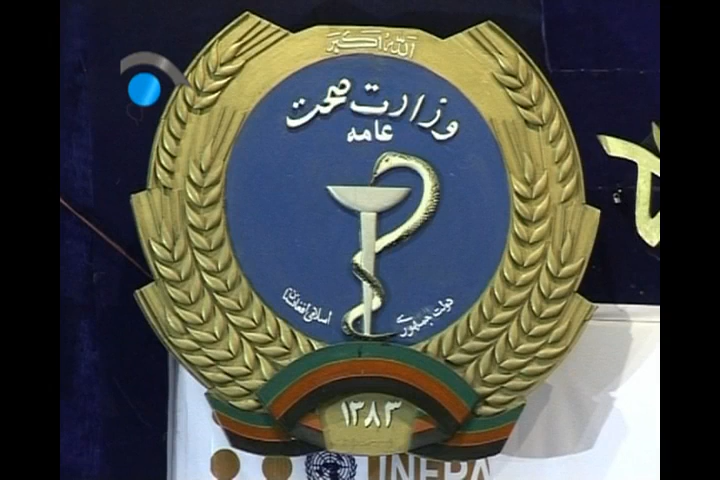 الله اکبر
وزارت صحت
عامه
دولت جمهوری
اسلامی افغانستان
۱۳۸۳
UNFPA